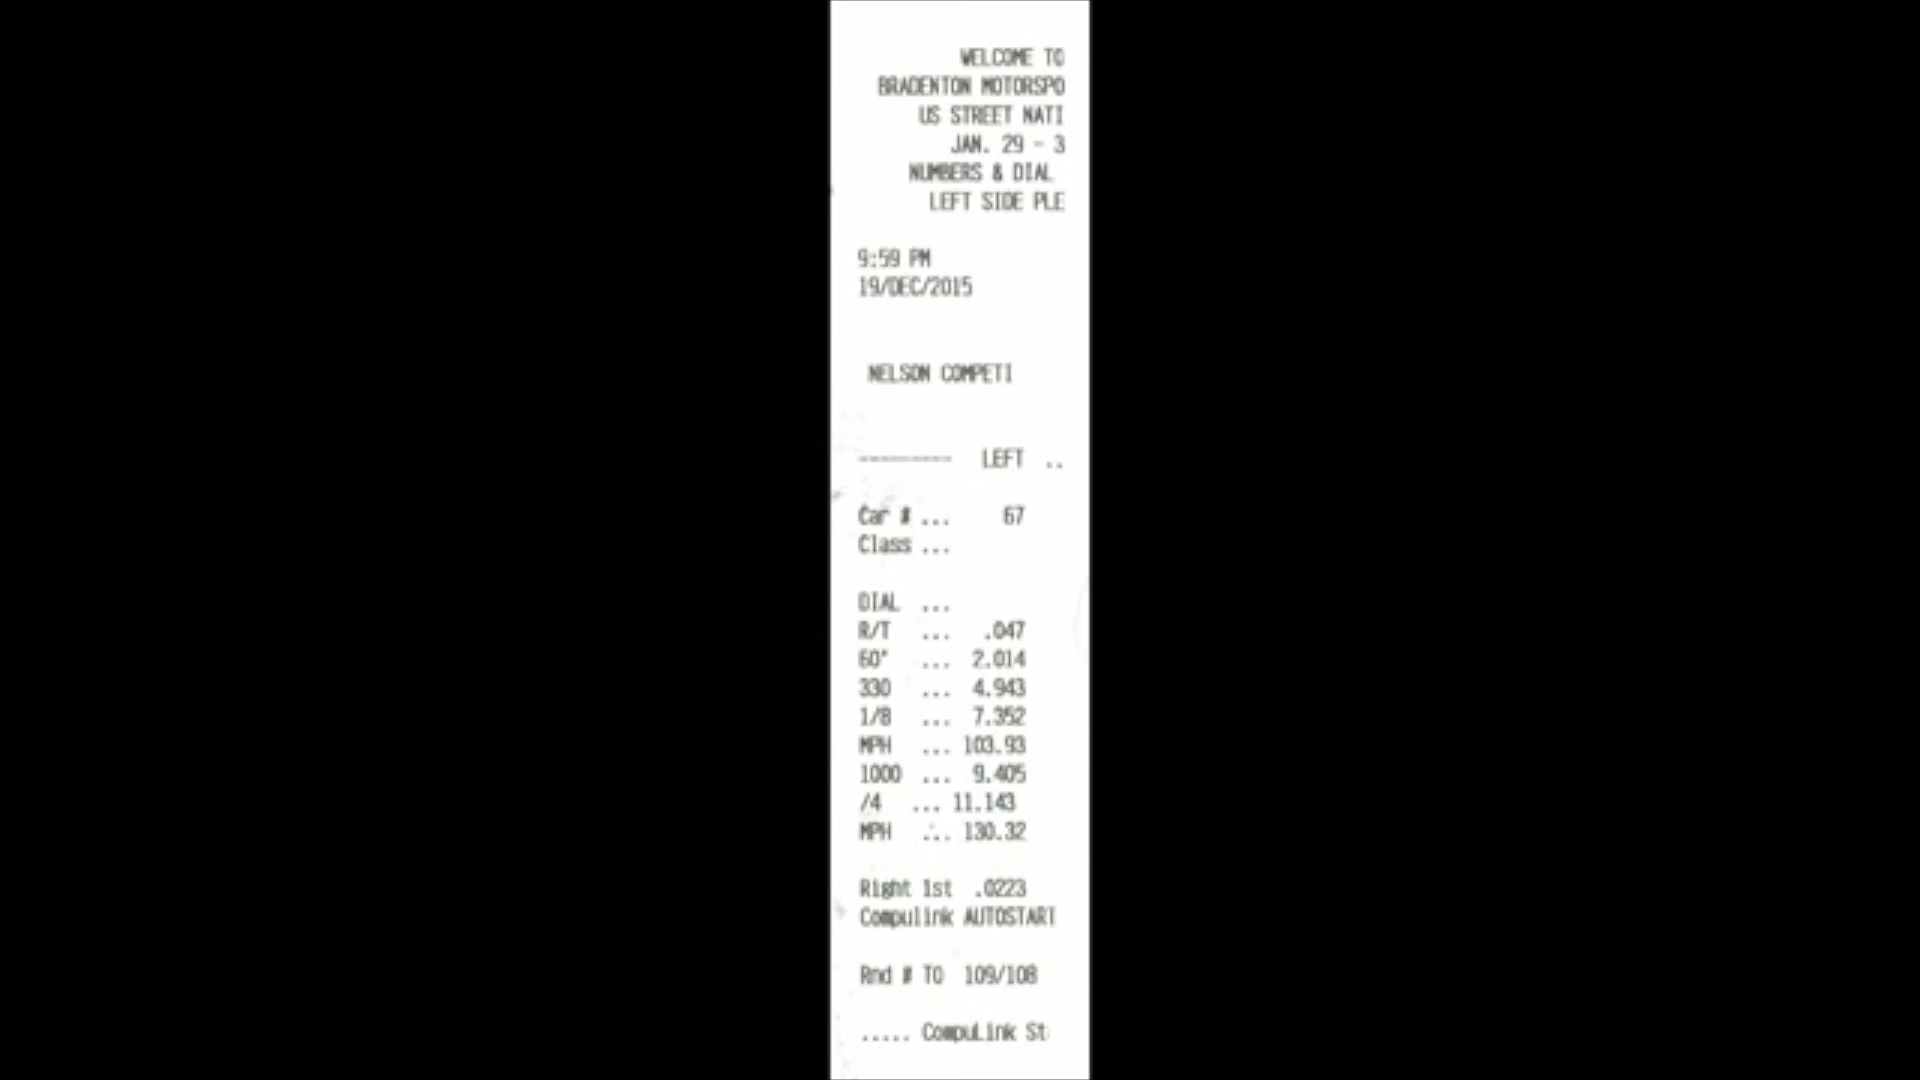 WELCOME TO
BRADENTON MOTORSPO
US STREET NATI
JAN. 29 - 3
NUMBERS & DIAL
LEFT SIDE PLE
9:59 PM
19/DEC/2015
NELSON COMPETI
--------- LEFT ..
Car # ... 67
Class ...
DIAL ...
R/T ... .047
60' ... 2.014
330 ... 4.943
1/8 ... 7.352
MPH ... 103.93
1000 ... 9.405
/4 ... 11.143
MPH ... 130.32
Right 1st .0223
Compulink AUTOSTART
Rnd # TO 109/108
..... CompuLink St